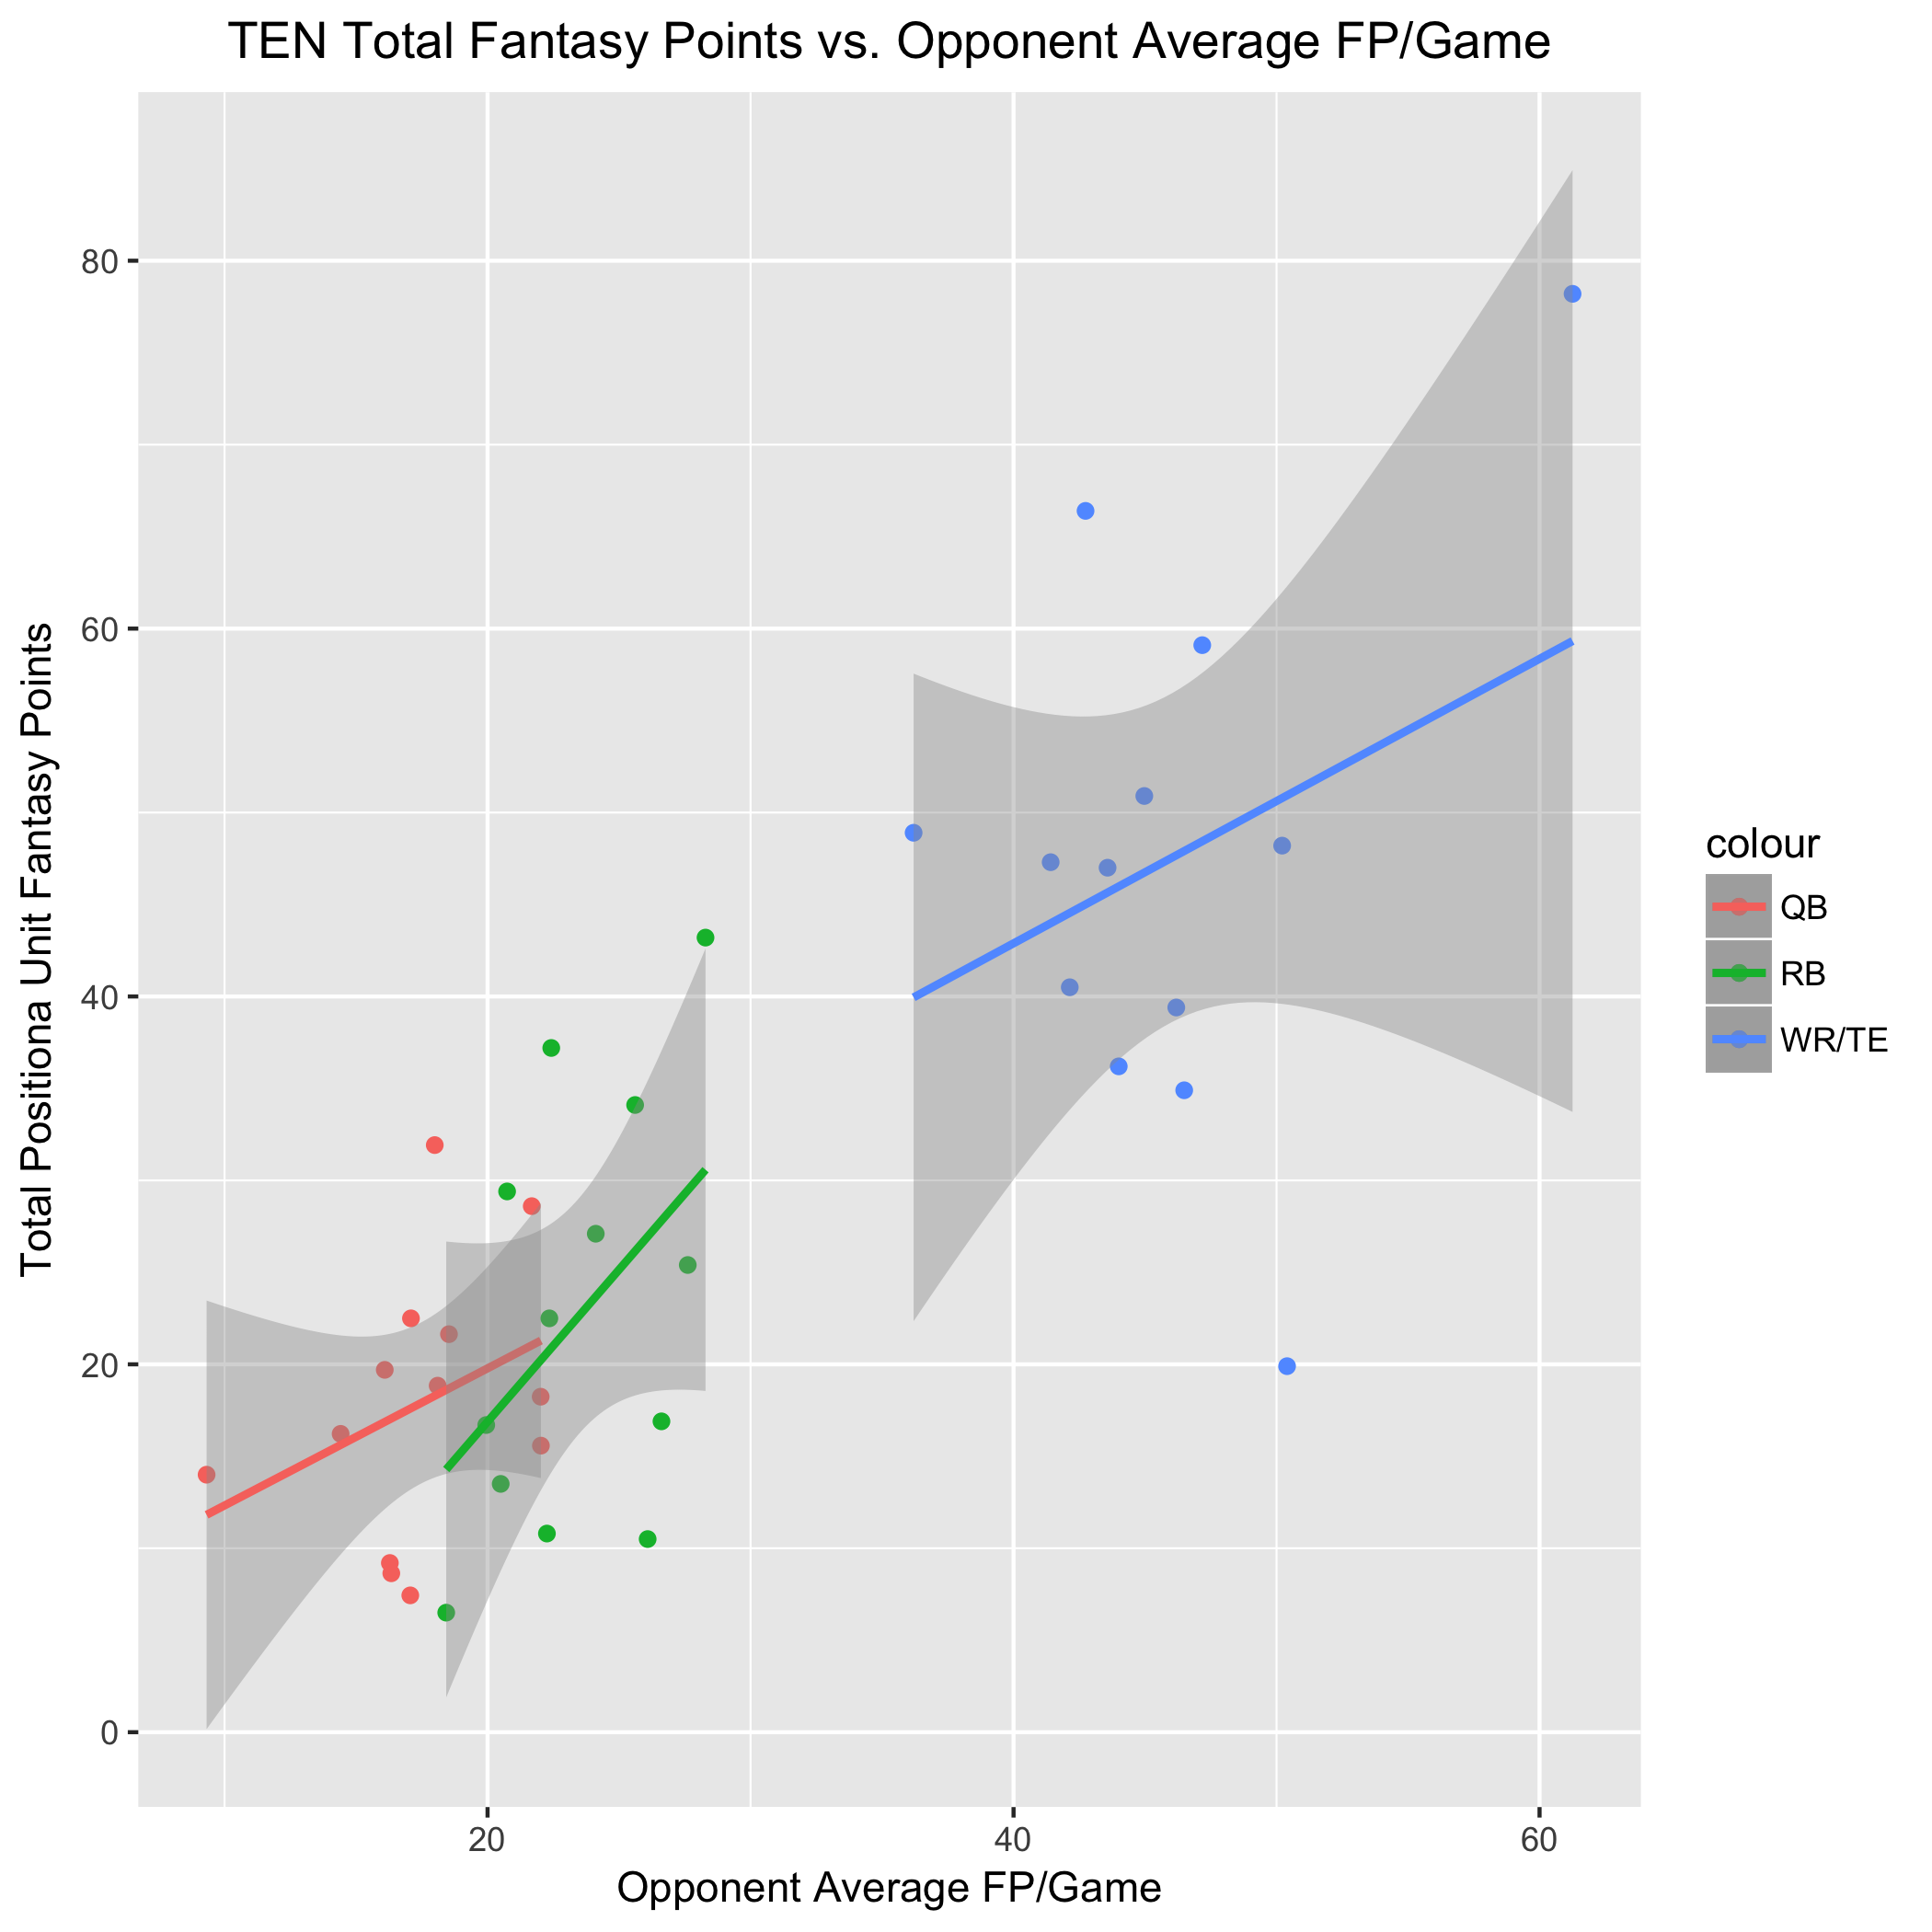 TEN Total Fantasy Points vs. Opponent Average FP/Game
Total Positiona Unit Fantasy Points
80
60
40
20
0
20
40
60
Opponent Average FP/Game
colour
QB
RB
WR/TE